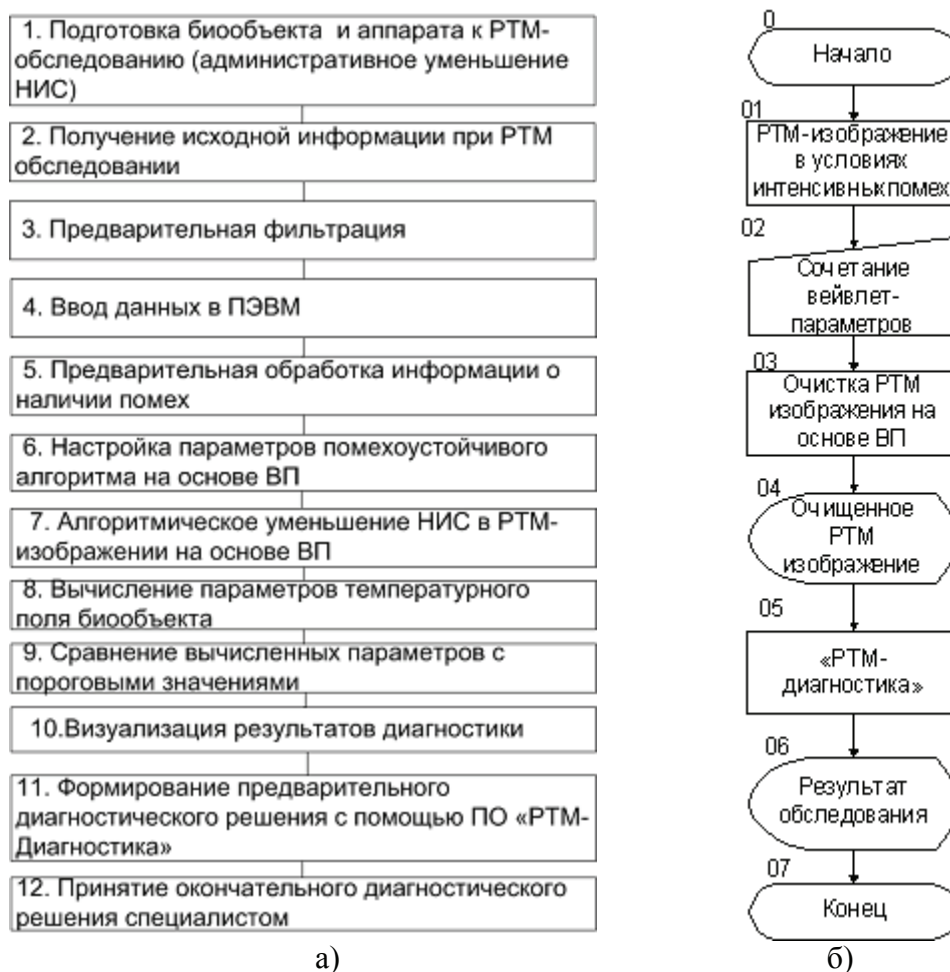 1. Подготовка биообъекта и аппарата к РТМ-
обследованию (административное уменьшение
НИС)
2. Получение исходной информации при РТМ
обследовании
3. Предварительная фильтрация
4. Ввод данных в ПЭВМ
5. Предварительная обработка информации о
наличии помех
6. Настройка параметров помехоустойчивого
алгоритма на основе ВП
7. Алгоритмическое уменьшение НИС в РТМ-
изображении на основе ВП
8. Вычисление параметров температурного
поля биообъекта
9. Сравнение вычисленных параметров с
пороговыми значениями
10.Визуализация результатов диагностики
11. Формирование предварительного
диагностического решения с помощью ПО «РТМ-
Диагностика»
12. Принятие окончательного диагностического
решения специалистом
а)
0
Начало
01
РТМ-изображение
в условиях
интенсивных помех
02
Сочетание
вейвлет-
параметров
03
Очистка РТМ
изображения на
основе ВП
04
Очищенное
РТМ
изображение
05
«РТМ-
диагностика»
06
Результат
обследования
07
Конец
б)